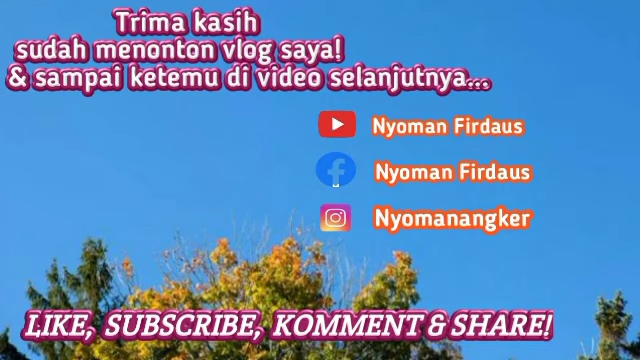 Trima kasih
sudah menonton vlog saya!
& sampai ketemu di video selanjutnya...
Nyoman Firdaus
Nyoman Firdaus
Nyomanangker
LIKE, SUBSCRIBE, KOMMENT & SHARE!